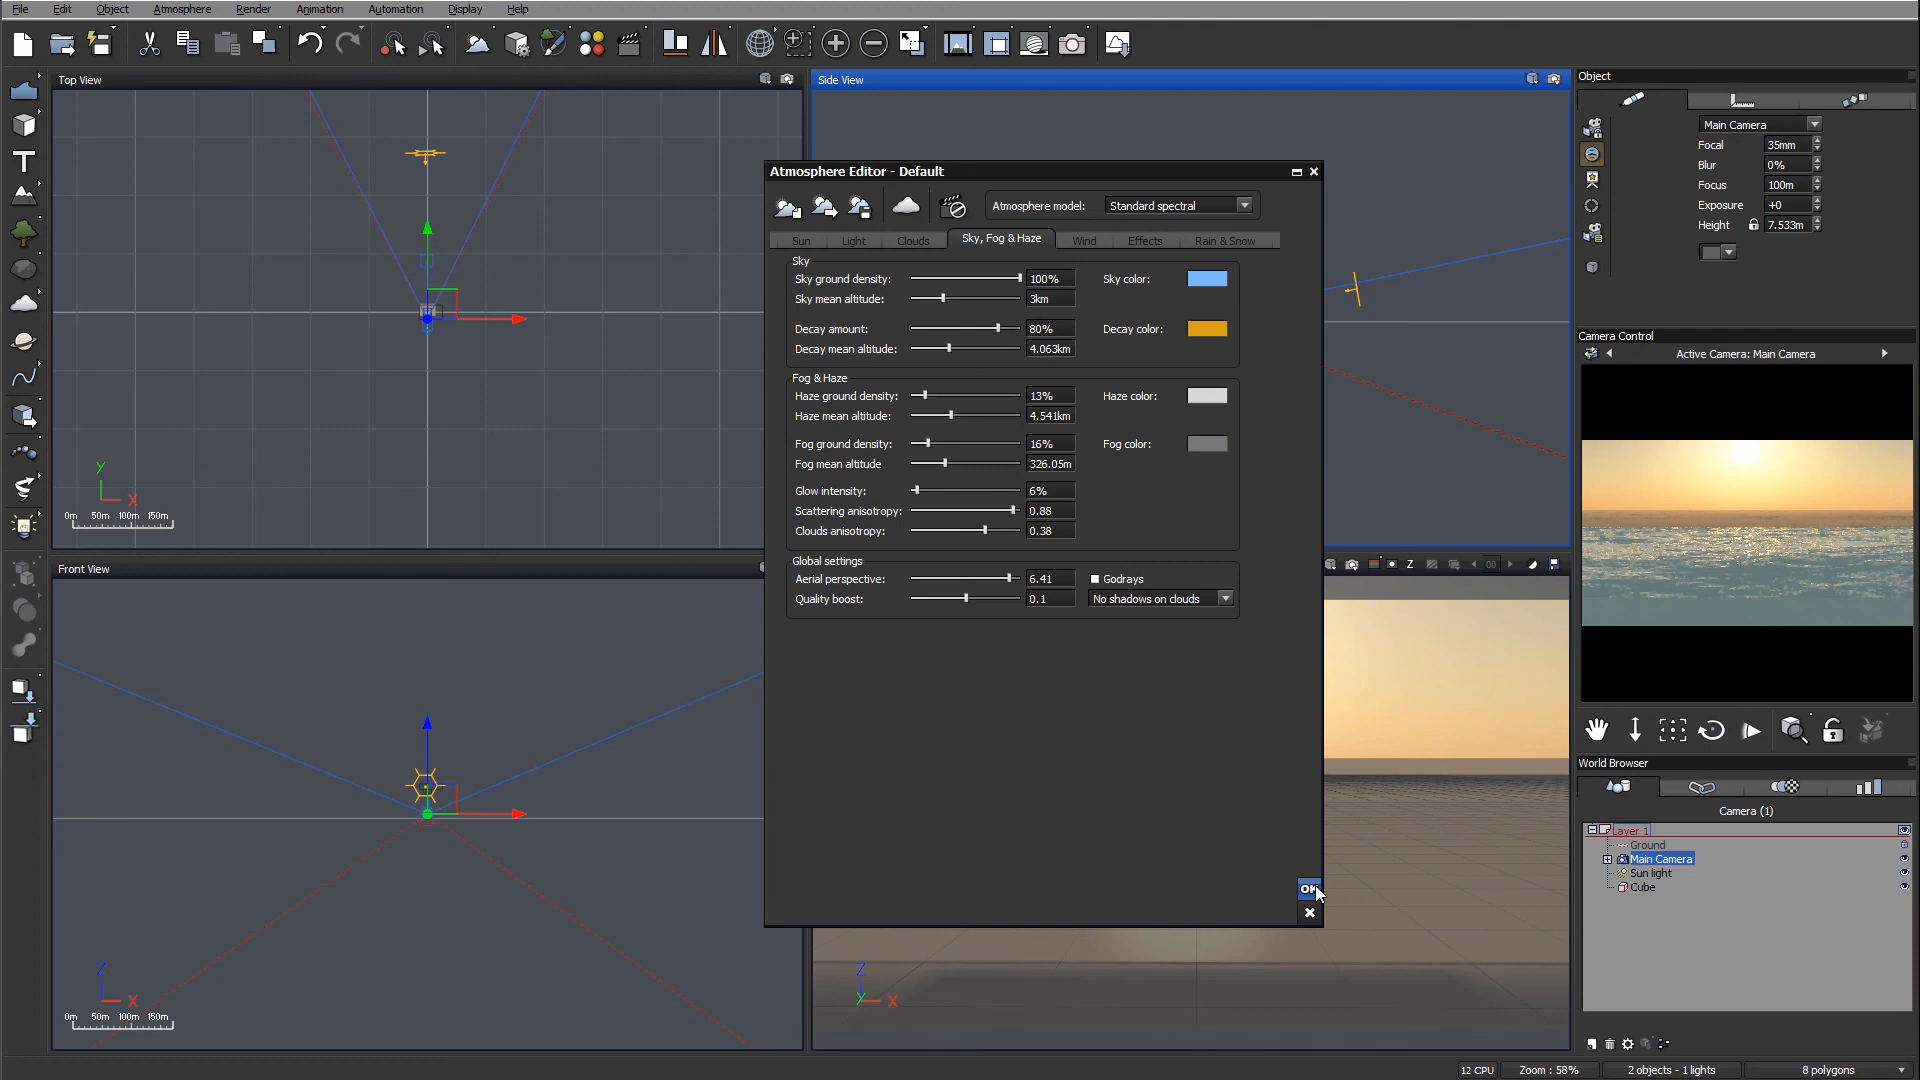 File Edit Object Atmosphere Render Animation Automation Display Help
Top View
Side View
Object
Main Camera
Focal 35mm
Blur 0%
Focus 100m
Exposure +0
Height 7.533m
Atmosphere Editor - Default
Atmosphere model: Standard spectral
Sun Light Clouds Sky, Fog & Haze Wind Effects Rain & Snow
Sky
Sky ground density: 100% Sky color:
Sky mean altitude: 3km
Decay amount: 80% Decay color:
Decay mean altitude: 4.063km
Fog & Haze
Haze ground density: 13% Haze color:
Haze mean altitude: 4.541km
Fog ground density: 16% Fog color:
Fog mean altitude 326.05m
Glow intensity: 6%
Scattering anisotropy: 0.88
Clouds anisotropy: 0.38
Global settings
Aerial perspective: 6.41 Godrays
Quality boost: 0.1 No shadows on clouds
OK
Camera Control
Active Camera: Main Camera
Y
X
0m 50m 100m 150m
Front View
Z
00
Z
X
0m 50m 100m 150m
Z
Y
X
World Browser
Camera (1)
Layer 1
Ground
Main Camera
Sun light
Cube
12 CPU Zoom : 58% 2 objects - 1 lights 8 polygons